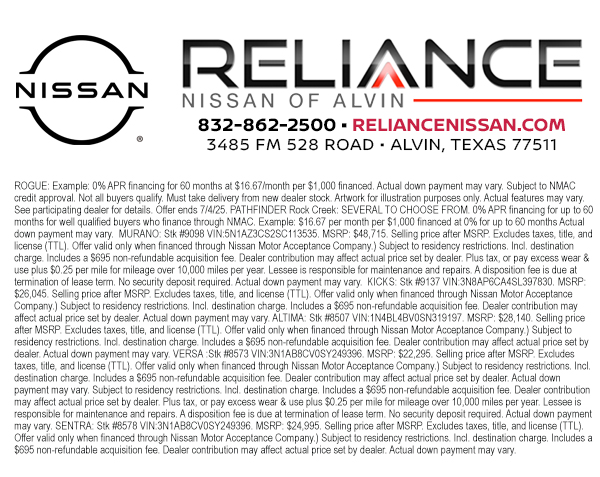 NISSAN
®
RELIANCE
NISSAN OF ALVIN
832-862-2500 • RELIANCENISSAN.COM
3485 FM 528 ROAD • ALVIN, TEXAS 77511
ROGUE: Example: 0% APR financing for 60 months at $16.67/month per $1,000 financed. Actual down payment may vary. Subject to NMAC
credit approval. Not all buyers qualify. Must take delivery from new dealer stock. Artwork for illustration purposes only. Actual features may vary.
See participating dealer for details. Offer ends 7/4/25. PATHFINDER Rock Creek: SEVERAL TO CHOOSE FROM. 0% APR financing for up to 60
months for well qualified buyers who finance through NMAC. Example: $16.67 per month per $1,000 financed at 0% for up to 60 months Actual
down payment may vary. MURANO: Stk #9098 VIN:5N1AZ3CS2SC113535. MSRP: $48,715. Selling price after MSRP. Excludes taxes, title, and
license (TTL). Offer valid only when financed through Nissan Motor Acceptance Company.) Subject to residency restrictions. Incl. destination
charge. Includes a $695 non-refundable acquisition fee. Dealer contribution may affect actual price set by dealer. Plus tax, or pay excess wear &
use plus $0.25 per mile for mileage over 10,000 miles per year. Lessee is responsible for maintenance and repairs. A disposition fee is due at
termination of lease term. No security deposit required. Actual down payment may vary. KICKS: Stk #9137 VIN:3N8AP6CA4SL397830. MSRP:
$26,045. Selling price after MSRP. Excludes taxes, title, and license (TTL). Offer valid only when financed through Nissan Motor Acceptance
Company.) Subject to residency restrictions. Incl. destination charge. Includes a $695 non-refundable acquisition fee. Dealer contribution may
affect actual price set by dealer. Actual down payment may vary. ALTIMA: Stk #8507 VIN:1N4BL4BV0SN319197. MSRP: $28,140. Selling price
after MSRP. Excludes taxes, title, and license (TTL). Offer valid only when financed through Nissan Motor Acceptance Company.) Subject to
residency restrictions. Incl. destination charge. Includes a $695 non-refundable acquisition fee. Dealer contribution may affect actual price set by
dealer. Actual down payment may vary. VERSA :Stk #8573 VIN:3N1AB8CV0SY249396. MSRP: $22,295. Selling price after MSRP. Excludes
taxes, title, and license (TTL). Offer valid only when financed through Nissan Motor Acceptance Company.) Subject to residency restrictions. Incl.
destination charge. Includes a $695 non-refundable acquisition fee. Dealer contribution may affect actual price set by dealer. Actual down
payment may vary. Subject to residency restrictions. Incl. destination charge. Includes a $695 non-refundable acquisition fee. Dealer contribution
may affect actual price set by dealer. Plus tax, or pay excess wear & use plus $0.25 per mile for mileage over 10,000 miles per year. Lessee is
responsible for maintenance and repairs. A disposition fee is due at termination of lease term. No security deposit required. Actual down payment
may vary. SENTRA: Stk #8578 VIN:3N1AB8CV0SY249396. MSRP: $24,995. Selling price after MSRP. Excludes taxes, title, and license (TTL).
Offer valid only when financed through Nissan Motor Acceptance Company.) Subject to residency restrictions. Incl. destination charge. Includes a
$695 non-refundable acquisition fee. Dealer contribution may affect actual price set by dealer. Actual down payment may vary.